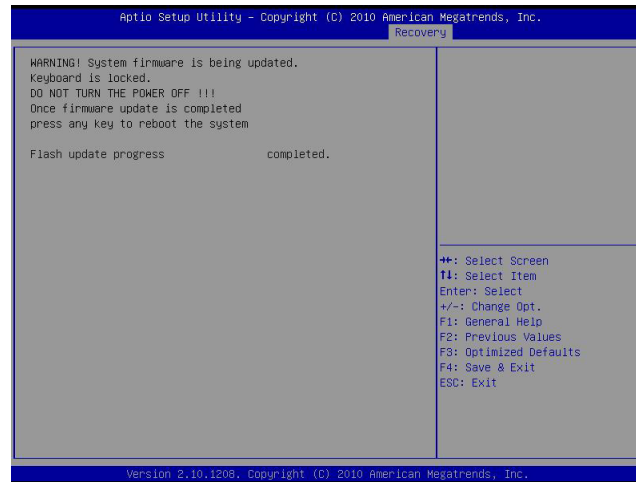 Aptio Setup Utility – Copyright (C) 2010 American Megatrends, Inc.
Recovery
WARNING! System firmware is being updated.
Keyboard is locked.
DO NOT TURN THE POWER OFF !!!
Once firmware update is completed
press any key to reboot the system
Flash update progress completed.
→←: Select Screen
↑↓: Select Item
Enter: Select
+/-: Change Opt.
F1: General Help
F2: Previous Values
F3: Optimized Defaults
F4: Save & Exit
ESC: Exit
Version 2.10.1208. Copyright (C) 2010 American Megatrends, Inc.